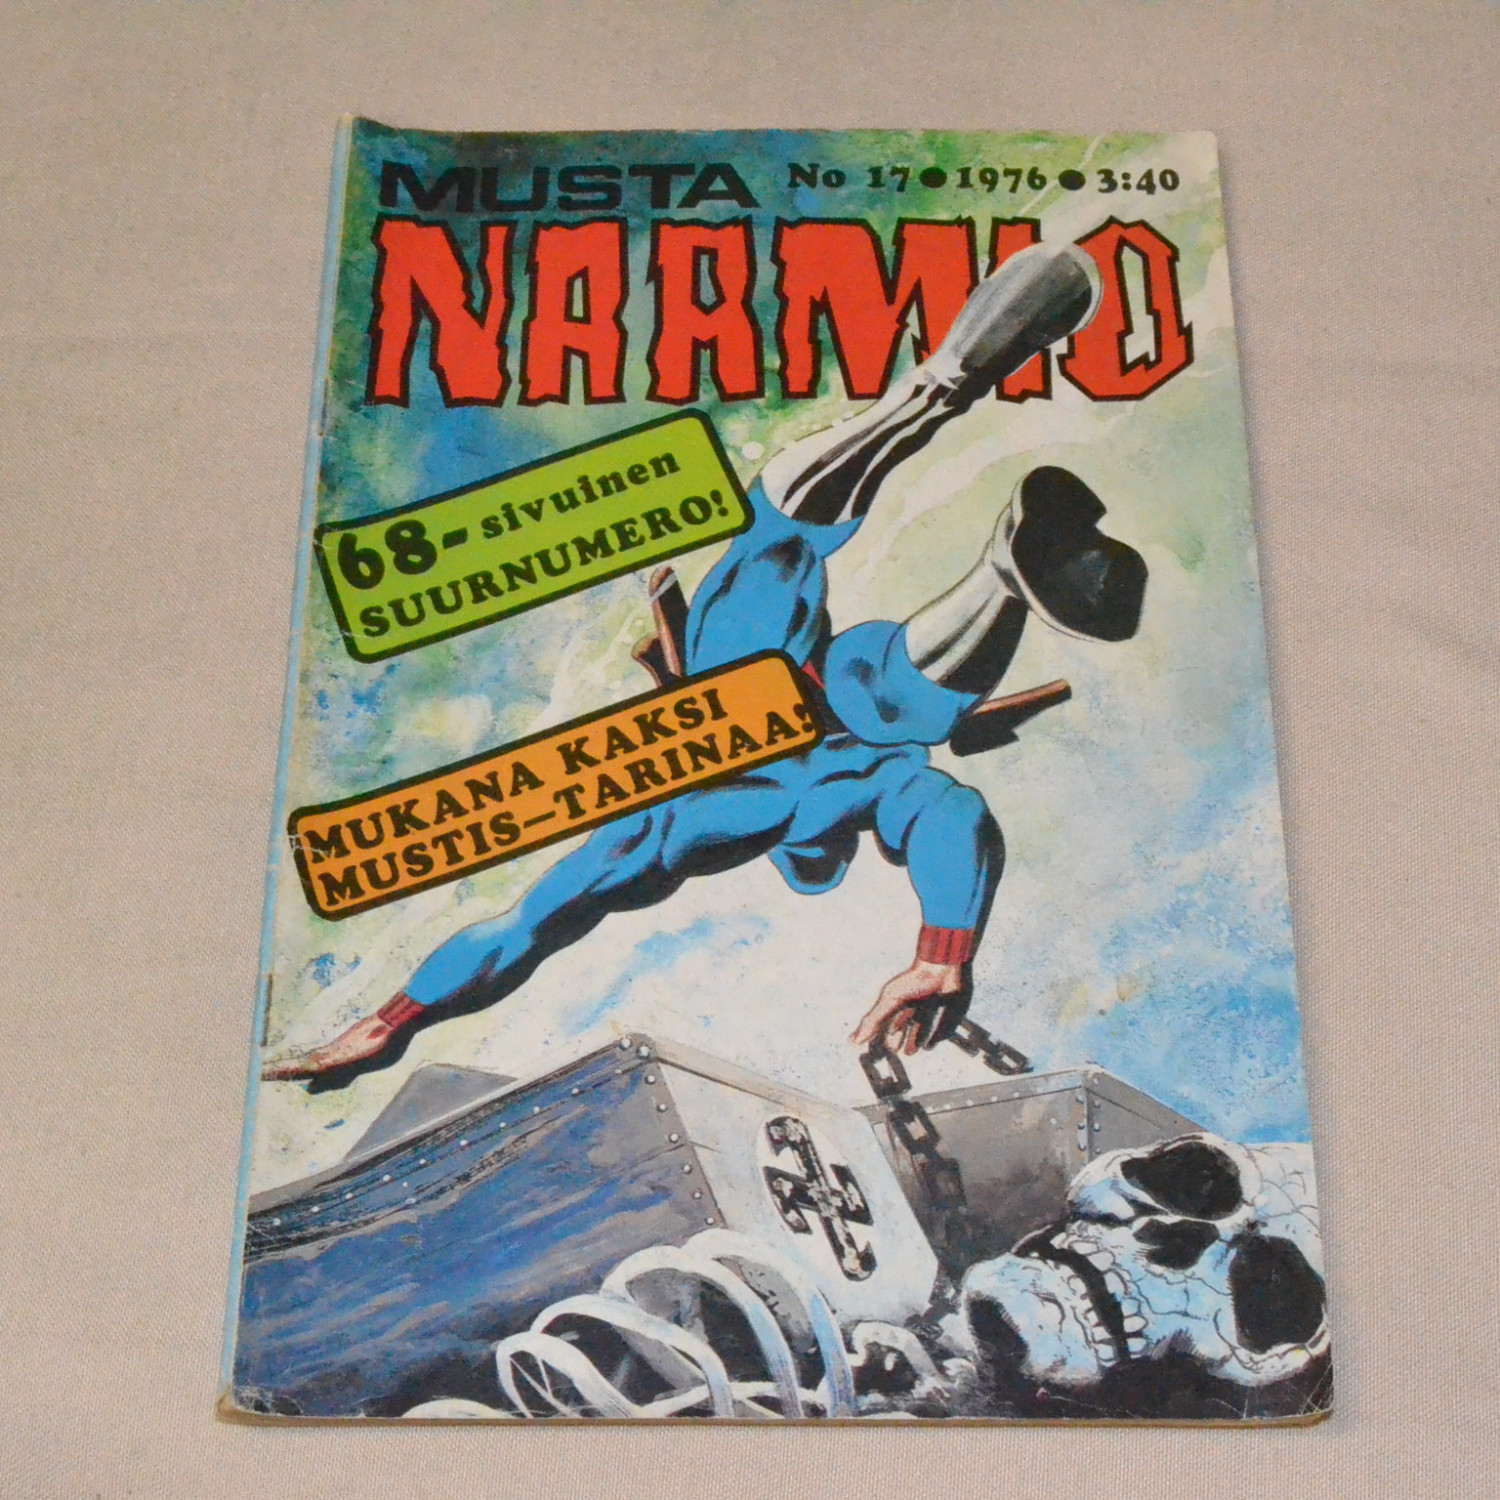 MUSTA
No 17 ● 1976 ● 3:40
NAAMIO
68-sivuinen
SUURNUMERO!
MUKANA KAKSI
MUSTIS-TARINAA!